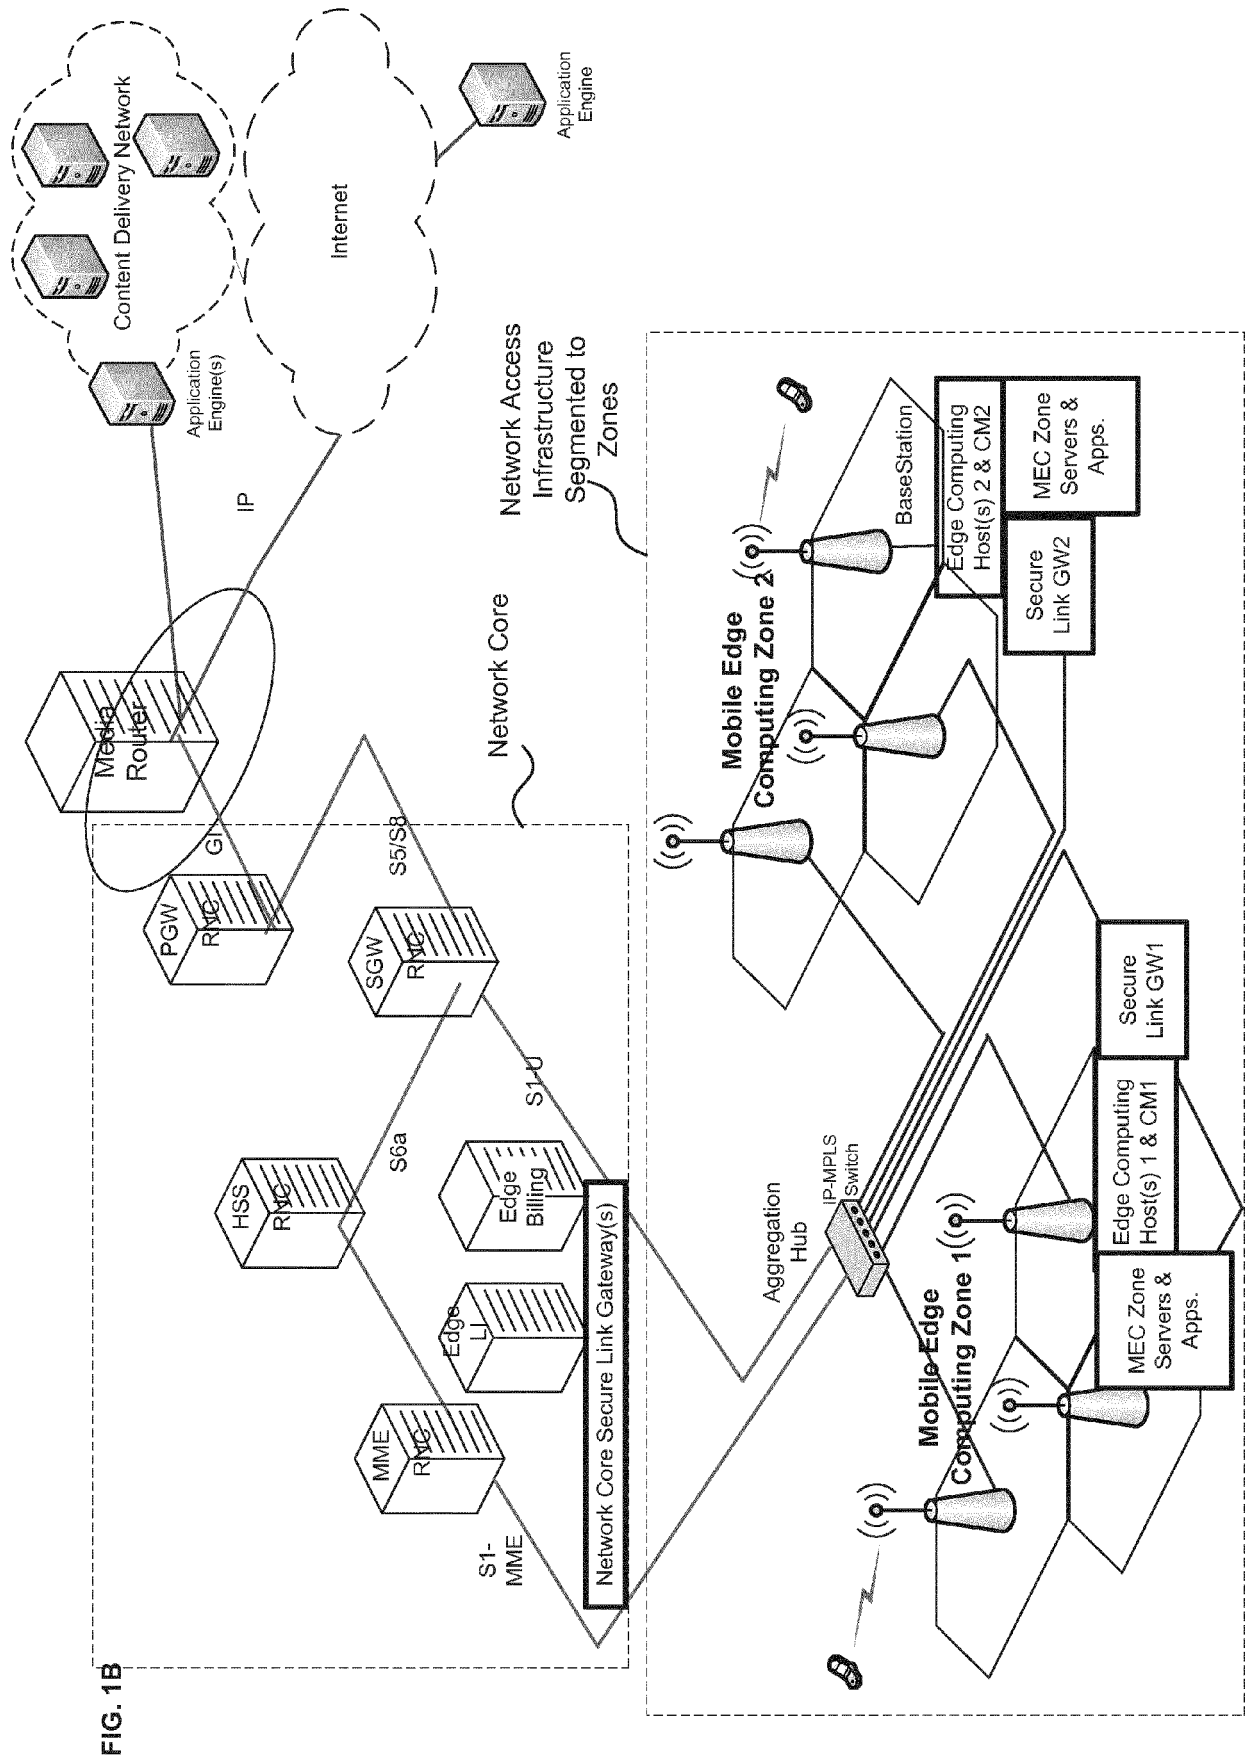 FIG. 1B
Content Delivery Network
Application
Engine(s)
Internet
Application
Engine
IP
Media
Router
GI
PGW
RNC
S5/S8
SGW
RNC
Network Core
HSS
RNC
S6a
S1-U
MME
RNC
S1-
MME
Edge
LI
Edge
Billing
Network Core Secure Link Gateway(s)
Network Access
Infrastructure
Segmented to
Zones
Aggregation
Hub
IP-MPLS
Switch
Mobile Edge
Computing Zone 1
MEC Zone
Servers &
Apps.
Edge Computing
Host(s) 1 & CM1
Secure
Link GW1
Mobile Edge
Computing Zone 2
BaseStation
Edge Computing
Host(s) 2 & CM2
Secure
Link GW2
MEC Zone
Servers &
Apps.